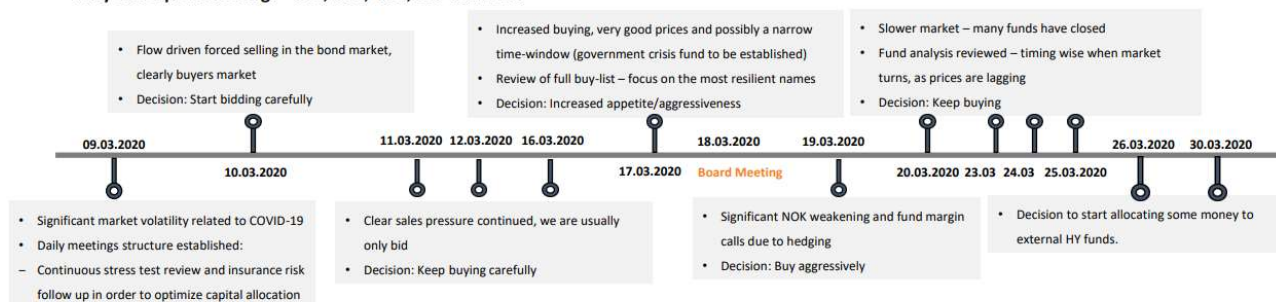 • Flow driven forced selling in the bond market,
clearly buyers market
• Decision: Start bidding carefully
• Increased buying, very good prices and possibly a narrow
time-window (government crisis fund to be established)
• Review of full buy-list – focus on the most resilient names
• Decision: Increased appetite/aggressiveness
• Slower market – many funds have closed
• Fund analysis reviewed – timing wise when market
turns, as prices are lagging
• Decision: Keep buying
09.03.2020
10.03.2020
11.03.2020
12.03.2020
16.03.2020
17.03.2020
18.03.2020
Board Meeting
19.03.2020
20.03.2020
23.03
24.03
25.03.2020
26.03.2020
30.03.2020
• Significant market volatility related to COVID-19
• Daily meetings structure established:
– Continuous stress test review and insurance risk
follow up in order to optimize capital allocation
• Clear sales pressure continued, we are usually
only bid
• Decision: Keep buying carefully
• Significant NOK weakening and fund margin
calls due to hedging
• Decision: Buy aggressively
• Decision to start allocating some money to
external HY funds.